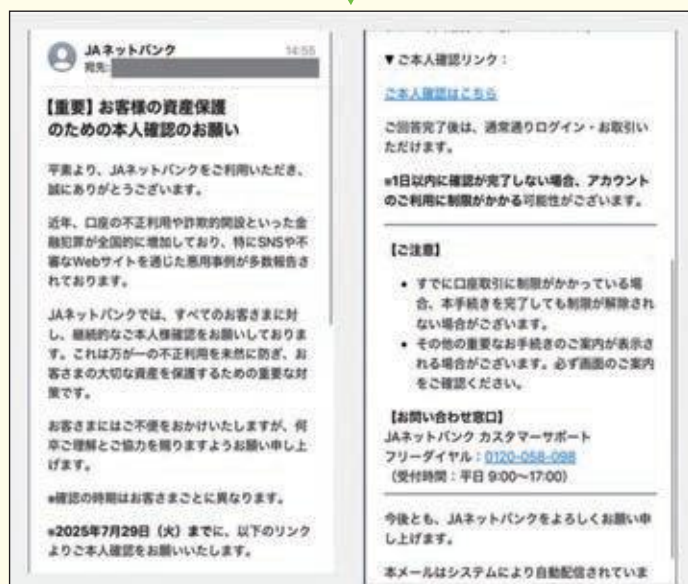 JAネットバンク
14:55
宛先:
【重要】お客様の資産保護
のための本人確認のお願い
平素より、JAネットバンクをご利用いただき、
誠にありがとうございます。
近年、口座の不正利用や詐欺的開設といった金
融犯罪が全国的に増加しており、特にSNSや不
審なWebサイトを通じた悪用事例が多数報告さ
れております。
JAネットバンクでは、すべてのお客さまに対
し、継続的なご本人様確認をお願いしておりま
す。これは万が一の不正利用を未然に防ぎ、お
客さまの大切な資産を保護するための重要な対
策です。
お客さまにはご不便をおかけいたしますが、何
卒ご理解とご協力を賜りますようお願い申し上
げます。
※確認の時期はお客さまごとに異なります。
※2025年7月29日（火）までに、以下のリンク
よりご本人確認をお願いいたします。
▼ご本人確認リンク：
ご本人確認はこちら
ご回答完了後は、通常通りログイン・お取引い
ただけます。
※1日以内に確認が完了しない場合、アカウント
のご利用に制限がかかる可能性がございます。
【ご注意】
• すでに口座取引に制限がかかっている場
合、本手続きを完了しても制限が解除され
ない場合がございます。
• その他の重要なお手続きのご案内が表示さ
れる場合がございます。必ず画面のご案内
をご確認ください。
【お問い合わせ窓口】
JAネットバンク カスタマーサポート
フリーダイヤル：0120-058-098
（受付時間：平日 9:00〜17:00）
今後とも、JAネットバンクをよろしくお願い申
し上げます。
本メールはシステムにより自動配信されていま